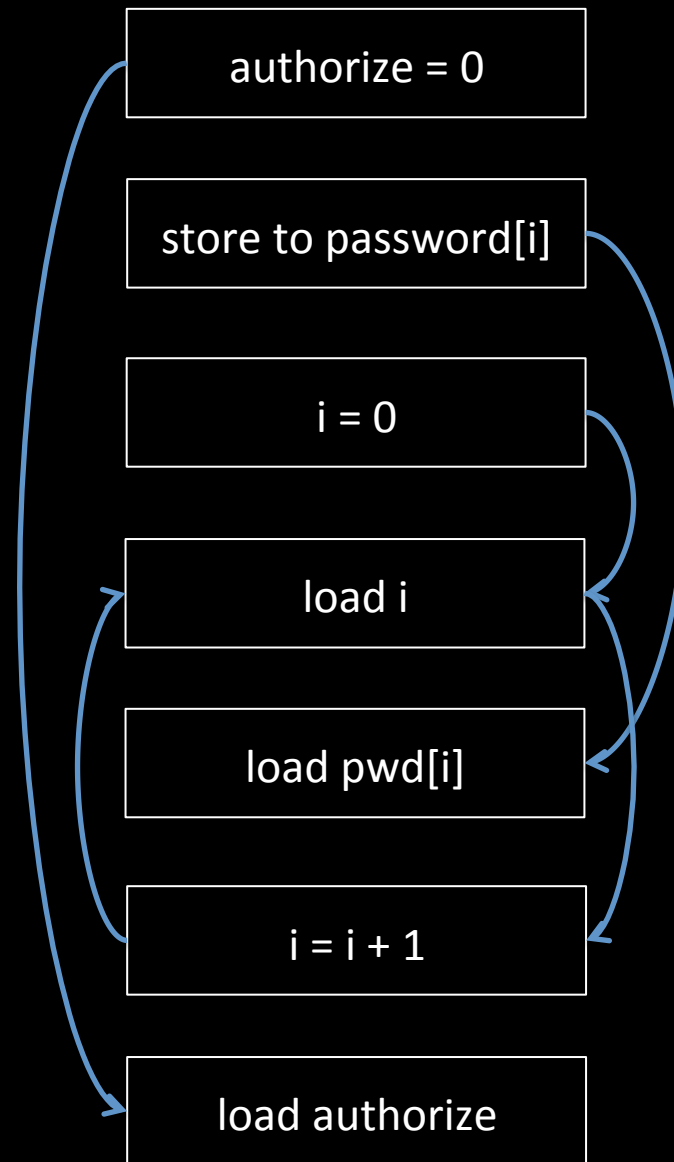 authorize = 0
store to password[i]
i = 0
load i
load pwd[i]
i = i + 1
load authorize